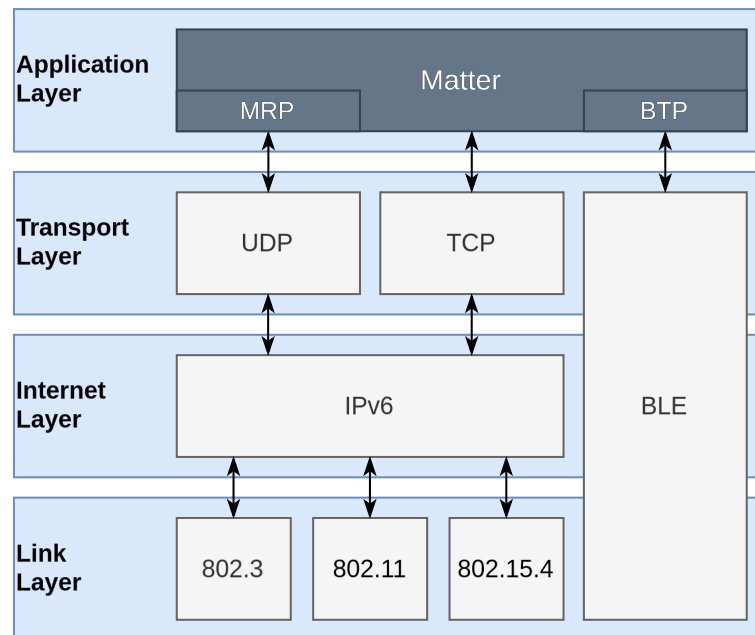 Application
Layer
Matter
MRP
BTP
Transport
Layer
UDP
TCP
Internet
Layer
IPv6
BLE
Link
Layer
802.3
802.11
802.15.4